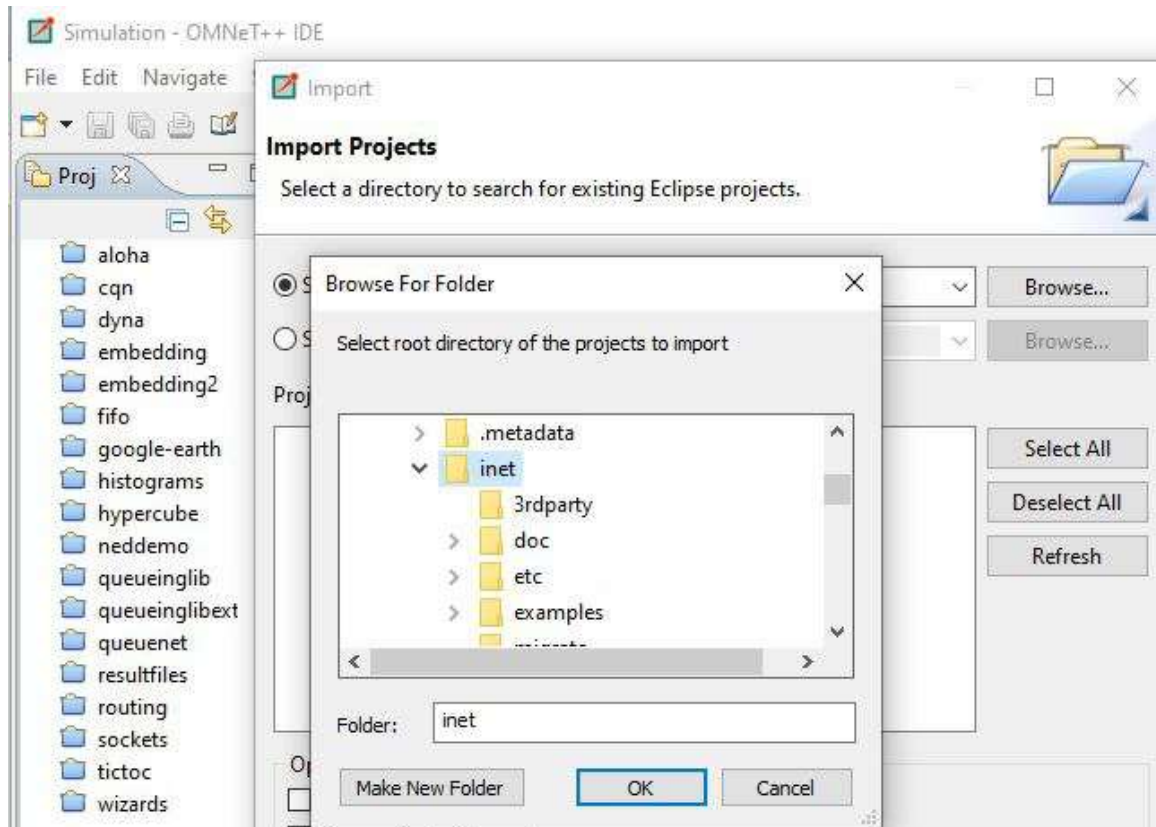 Simulation - OMNeT++ IDE
File Edit Navigate
Import
Import Projects
Select a directory to search for existing Eclipse projects.
Proj
aloha
cqn
dyna
embedding
embedding2
fifo
google-earth
histograms
hypercube
neddemo
queueinglib
queueinglibext
queuenet
resultfiles
routing
sockets
tictoc
wizards
Browse...
Browse...
Proj
Select All
Deselect All
Refresh
Browse For Folder
Select root directory of the projects to import
.metadata
inet
3rdparty
doc
etc
examples
Folder: inet
Make New Folder OK Cancel